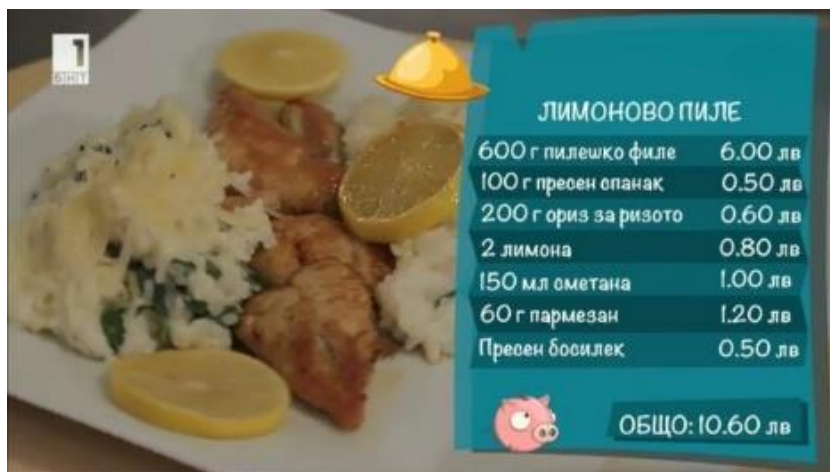 1
БНТ
ЛИМОНОВО ПИЛЕ
600 г пилешко филе 6.00 лв
100 г пресен спанак 0.50 лв
200 г ориз за ризото 0.60 лв
2 лимона 0.80 лв
150 мл сметана 1.00 лв
60 г пармезан 1.20 лв
Пресен босилек 0.50 лв
ОБЩО: 10.60 лв